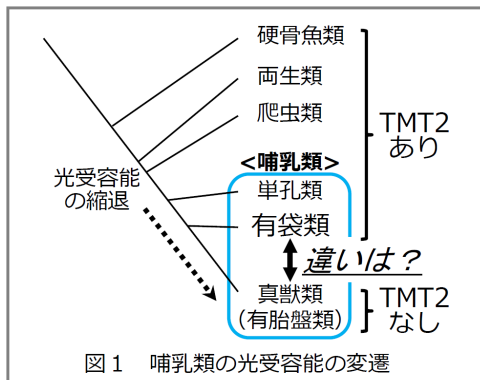 硬骨魚類
両生類
爬虫類
<哺乳類>
単孔類
有袋類
違いは？
真獣類
(有胎盤類)
TMT2
あり
TMT2
なし
光受容能
の縮退
図１　哺乳類の光受容能の変遷